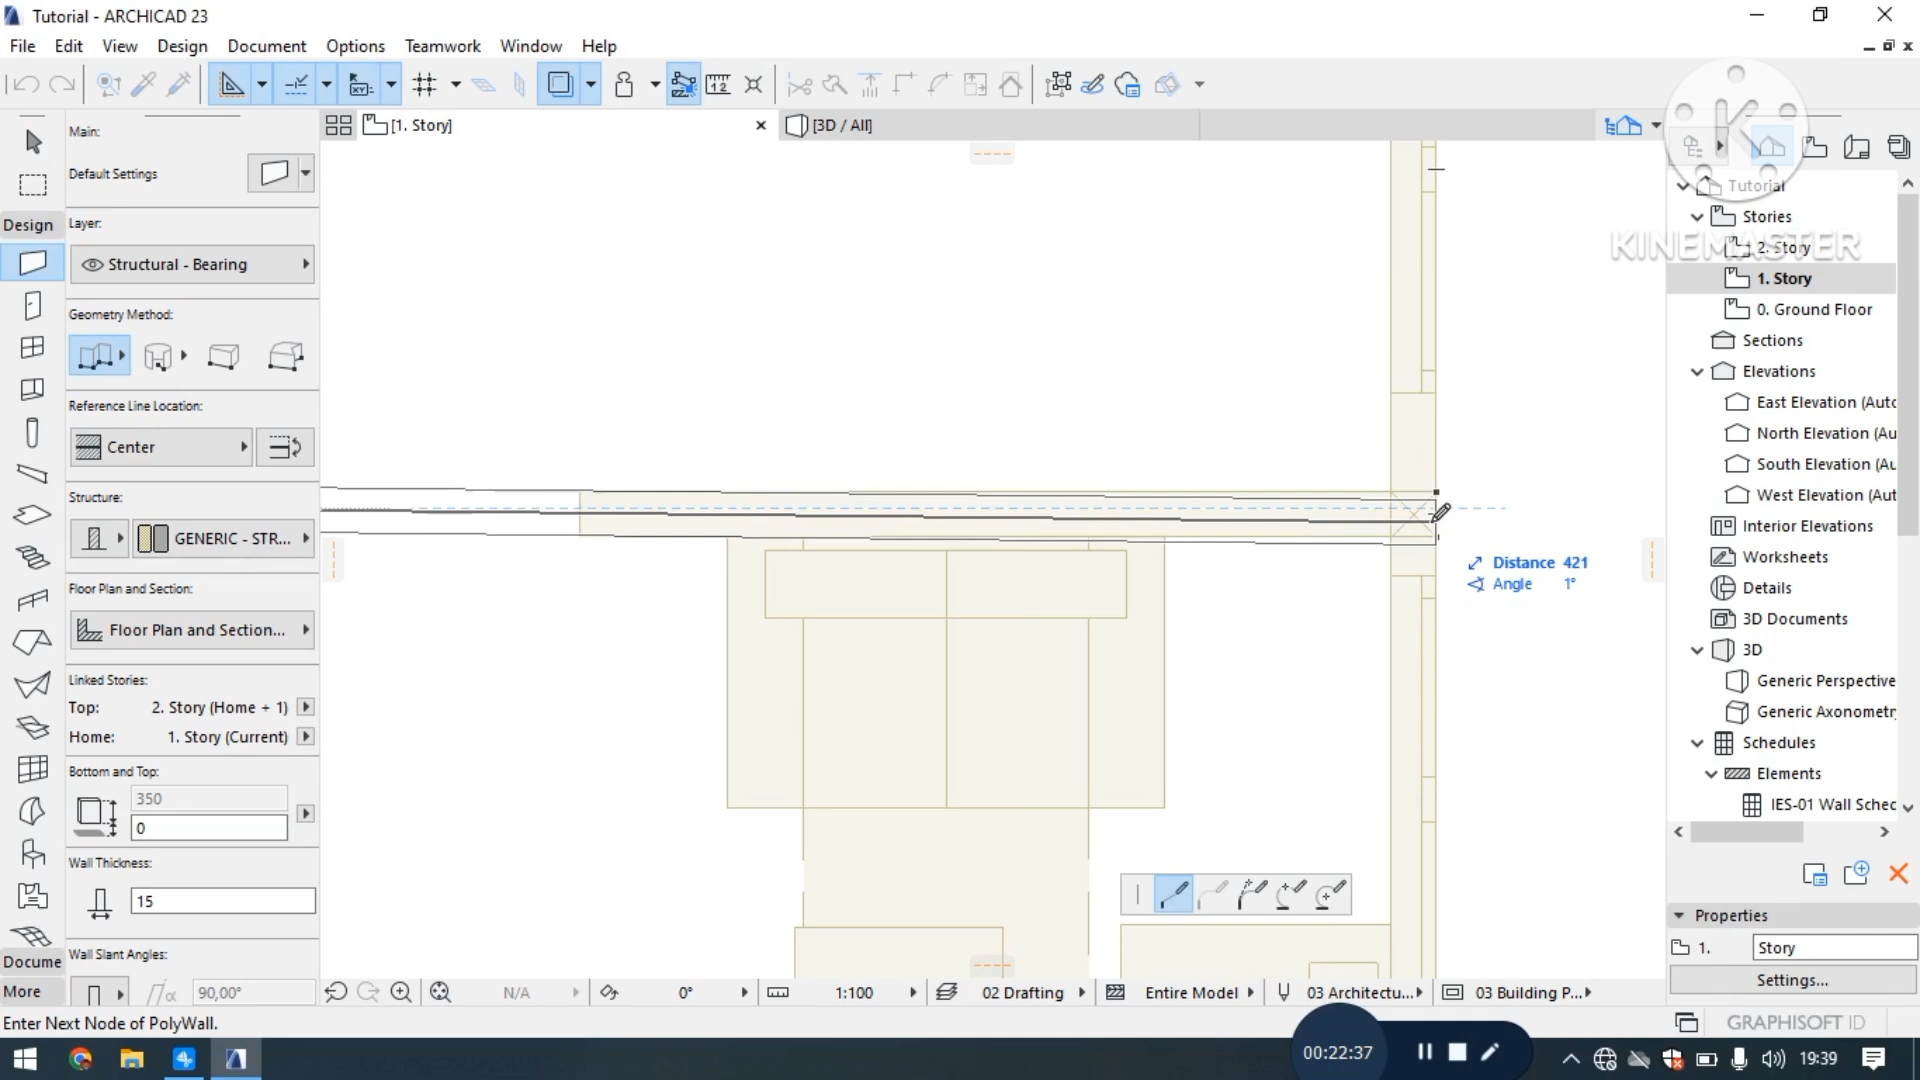 Tutorial - ARCHICAD 23
File Edit View Design Document Options Teamwork Window Help
[1. Story]
[3D / All]
Main:
Default Settings
Design
Layer:
Structural - Bearing
Geometry Method:
Reference Line Location:
Center
Structure:
GENERIC - STR...
Floor Plan and Section:
Floor Plan and Section...
Linked Stories:
Top: 2. Story (Home + 1)
Home: 1. Story (Current)
Bottom and Top:
350
0
Wall Thickness:
15
Wall Slant Angles:
α 90,00°
Docume
More
Distance 421
Angle 1°
KINEMASTER
Tutorial
Stories
2. Story
1. Story
0. Ground Floor
Sections
Elevations
East Elevation (Auto
North Elevation (Au
South Elevation (Au
West Elevation (Aut
Interior Elevations
Worksheets
Details
3D Documents
3D
Generic Perspective
Generic Axonometr
Schedules
Elements
IES-01 Wall Sched
Properties
1. Story
Settings...
N/A 0° 1:100 02 Drafting Entire Model 03 Architectu... 03 Building P...
Enter Next Node of PolyWall.
GRAPHISOFT ID
00:22:37
19:39